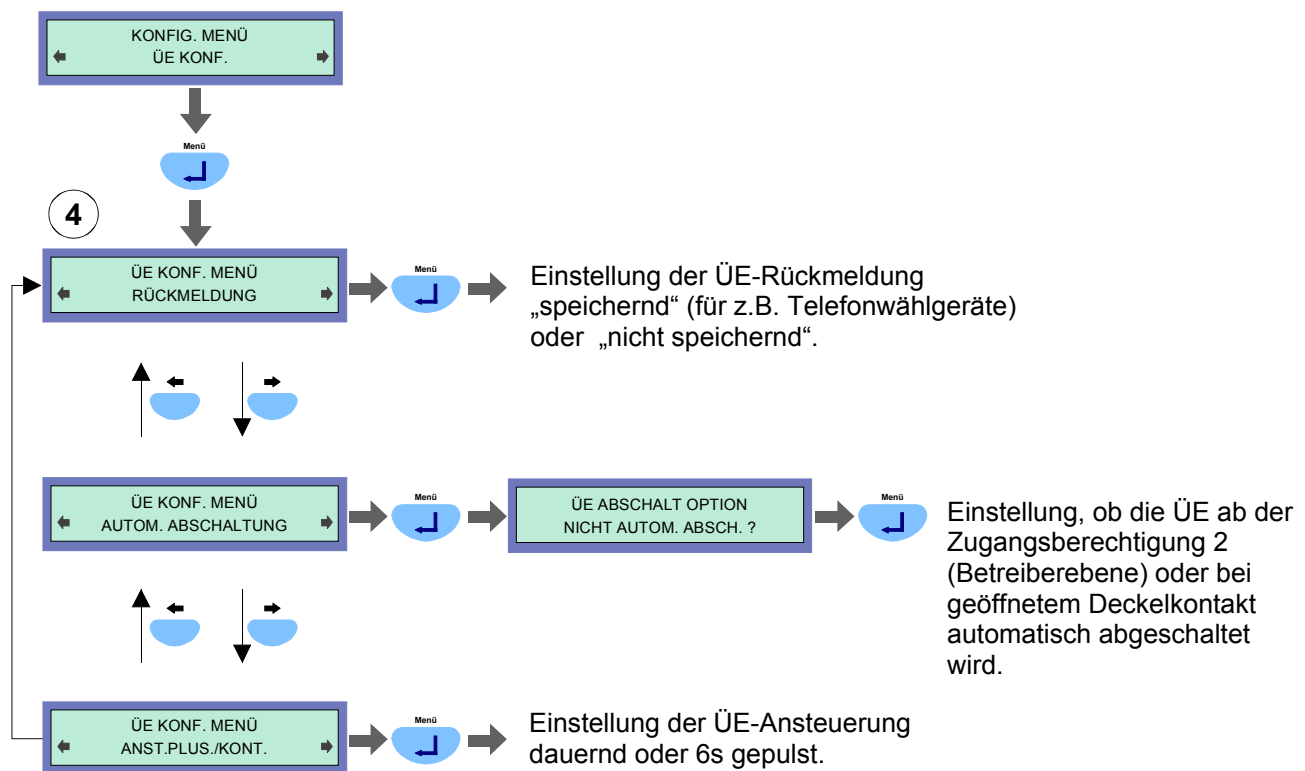 KONFIG. MENÜ
ÜE KONF.
Menü
4
ÜE KONF. MENÜ
RÜCKMELDUNG
Menü
Einstellung der ÜE-Rückmeldung
„speichernd“ (für z.B. Telefonwählgeräte)
oder „nicht speichernd“.
ÜE KONF. MENÜ
AUTOM. ABSCHALTUNG
Menü
ÜE ABSCHALT OPTION
NICHT AUTOM. ABSCH. ?
Menü
Einstellung, ob die ÜE ab der
Zugangsberechtigung 2
(Betreiberebene) oder bei
geöffnetem Deckelkontakt
automatisch abgeschaltet
wird.
ÜE KONF. MENÜ
ANST.PLUS./KONT.
Menü
Einstellung der ÜE-Ansteuerung
dauernd oder 6s gepulst.